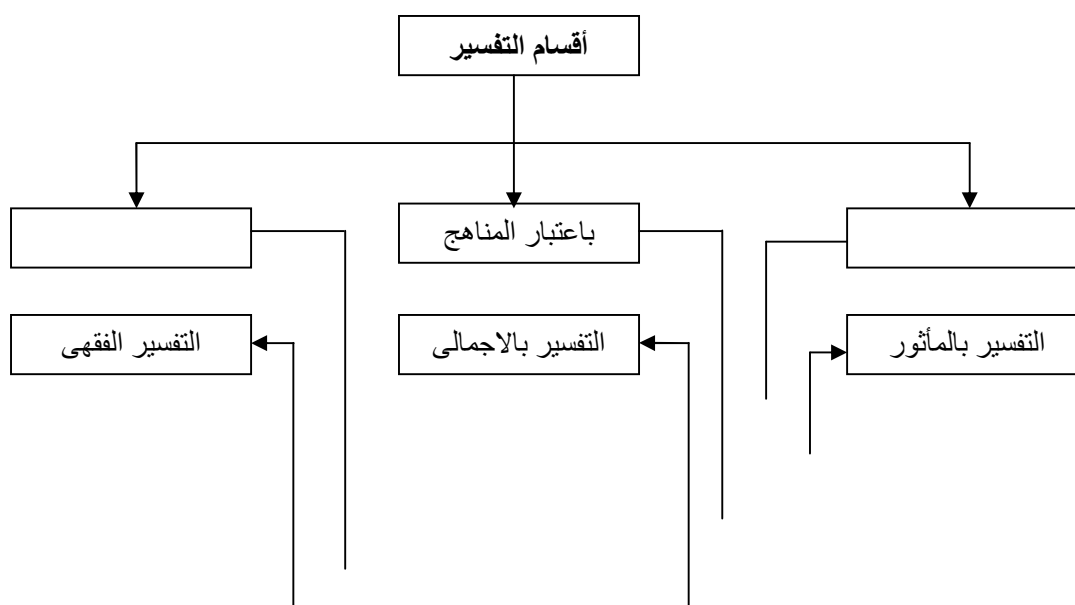 أقسام التفسير
باعتبار المناهج
التفسير بالمأثور
التفسير بالاجمالى
التفسير الفقهى